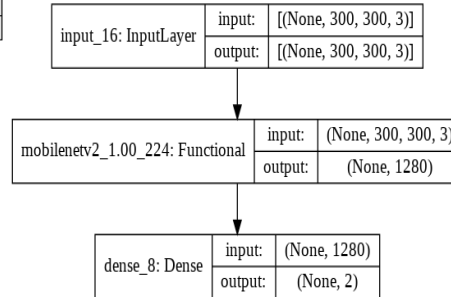 input_16: InputLayer
input: [(None, 300, 300, 3)]
output: [(None, 300, 300, 3)]
mobilenetv2_1.00_224: Functional
input: (None, 300, 300, 3)
output: (None, 1280)
dense_8: Dense
input: (None, 1280)
output: (None, 2)